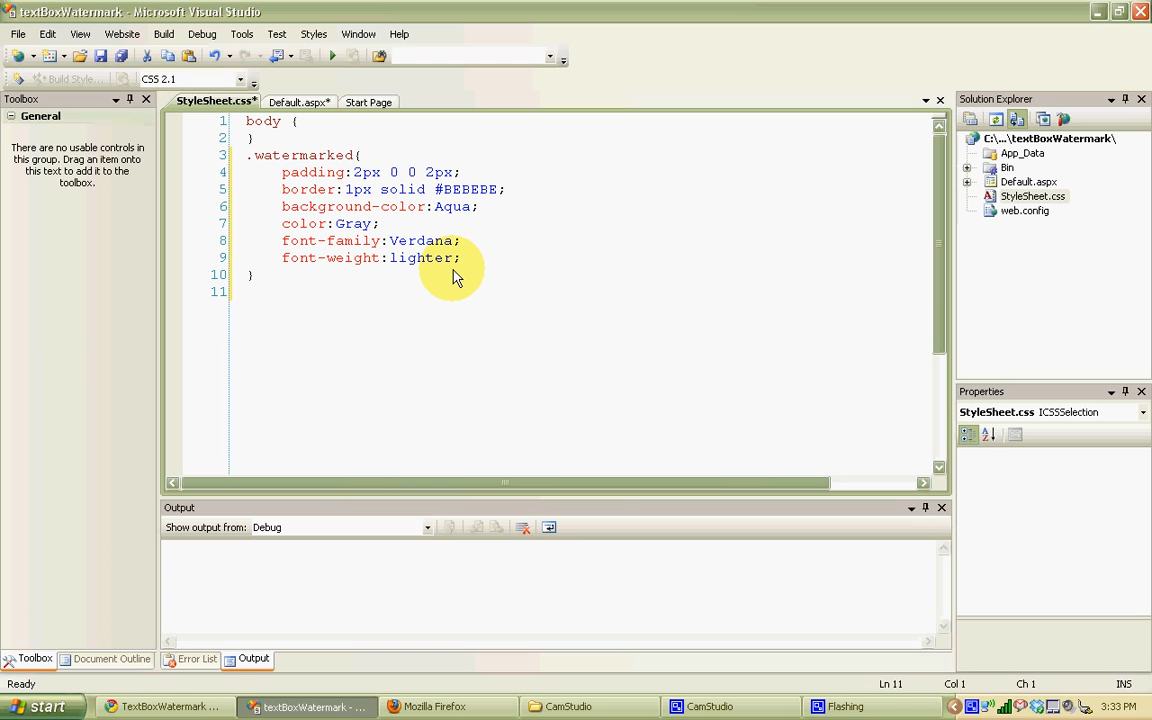 textBoxWatermark - Microsoft Visual Studio
File Edit View Website Build Debug Tools Test Styles Window Help
Build Style... CSS 2.1
Toolbox
General
There are no usable controls in
this group. Drag an item onto
this text to add it to the
toolbox.
StyleSheet.css* Default.aspx* Start Page
1 body {
2 }
3 .watermarked{
4 padding:2px 0 0 2px;
5 border:1px solid #BEBEBE;
6 background-color:Aqua;
7 color:Gray;
8 font-family:Verdana;
9 font-weight:lighter;
10 }
11
Solution Explorer
C:\...\textBoxWatermark\
App_Data
Bin
Default.aspx
StyleSheet.css
web.config
Properties
StyleSheet.css ICSSSelection
Output
Show output from: Debug
Toolbox Document Outline Error List Output
Ready Ln 11 Col 1 Ch 1 INS
start TextBoxWatermark ... textBoxWatermark - ... Mozilla Firefox CamStudio CamStudio Flashing 3:33 PM